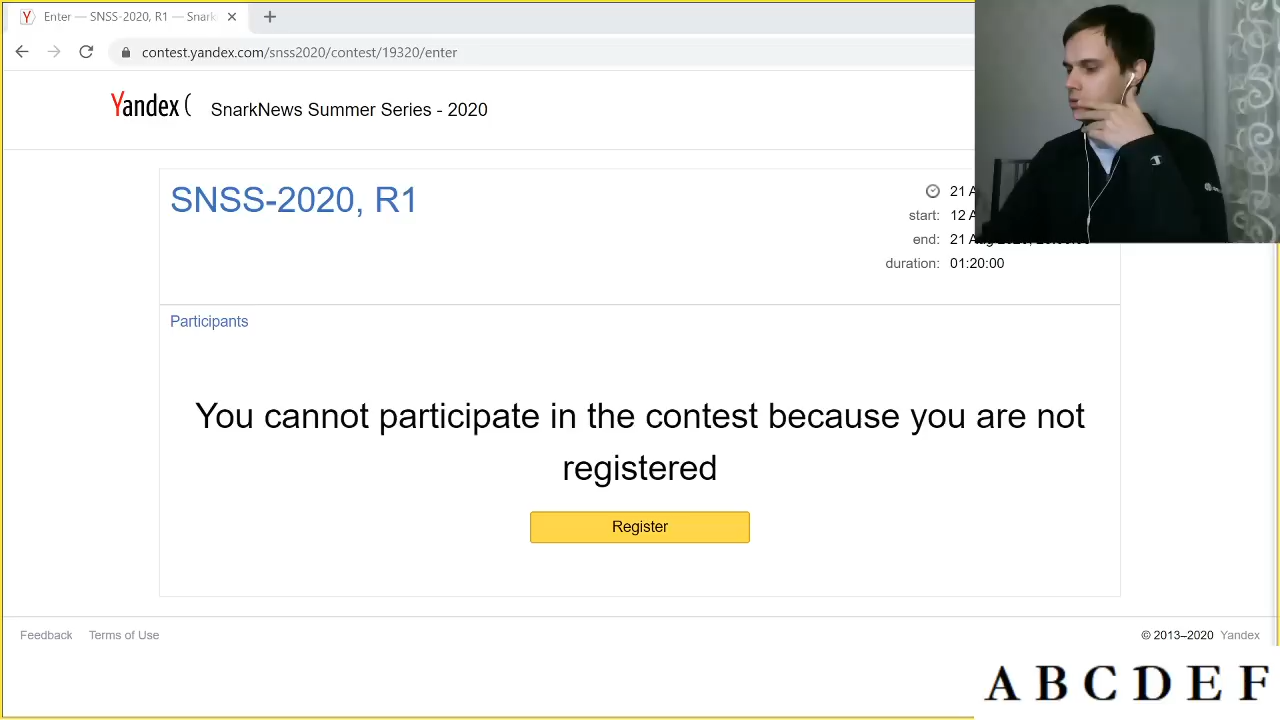 Enter — SNSS-2020, R1 — Snark
contest.yandex.com/snss2020/contest/19320/enter
Yandex ( SnarkNews Summer Series - 2020
SNSS-2020, R1
21 A
start: 12 A
end: 21 Aug 2020,
duration: 01:20:00
Participants
You cannot participate in the contest because you are not
registered
Register
Feedback Terms of Use
© 2013–2020 Yandex
A B C D E F